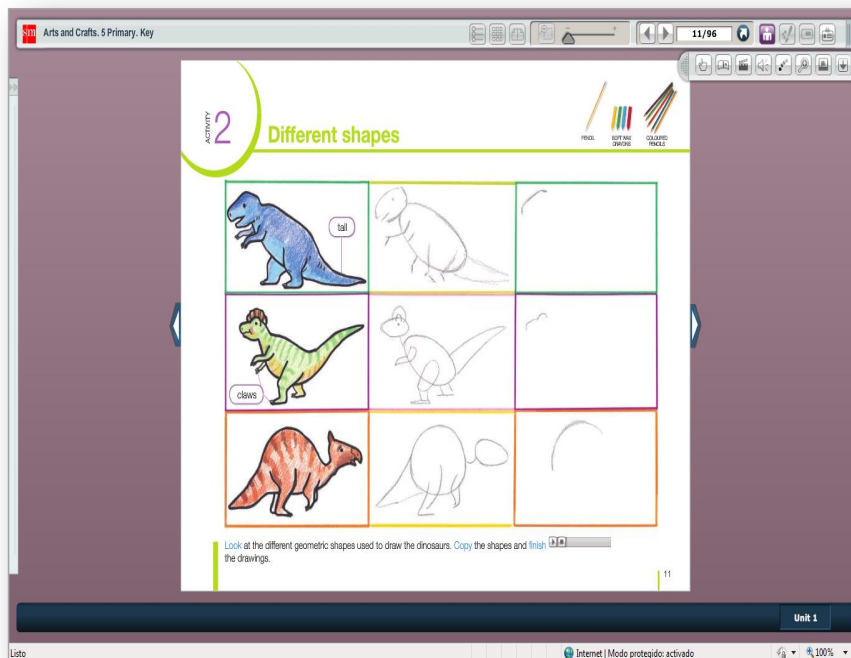 sm Arts and Crafts. 5 Primary. Key
11/96
ACTIVITY 2
Different shapes
PENCIL
SOFT WAX CRAYONS
COLOURED PENCILS
tail
claws
Look at the different geometric shapes used to draw the dinosaurs. Copy the shapes and finish
the drawings.
11
Unit 1
Listo
Internet | Modo protegido: activado
100%